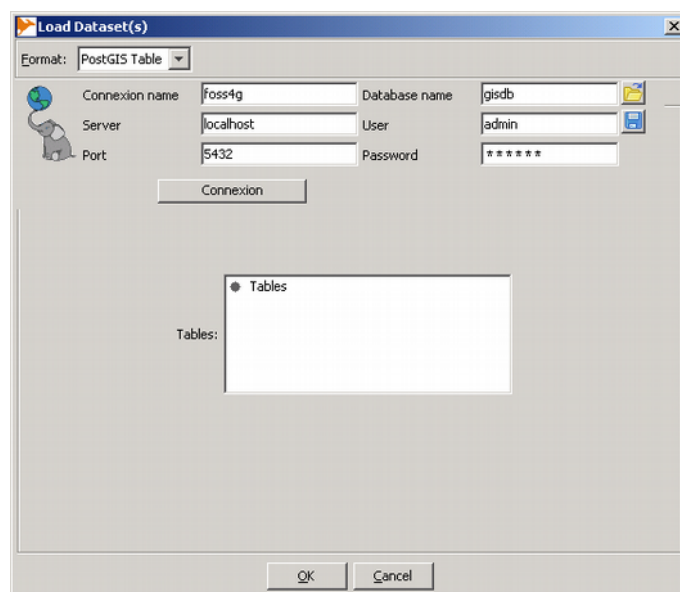 Load Dataset(s)
Format: PostGIS Table
Connexion name foss4g Database name gisdb
Server localhost User admin
Port 5432 Password ******
Connexion
Tables
Tables:
OK Cancel